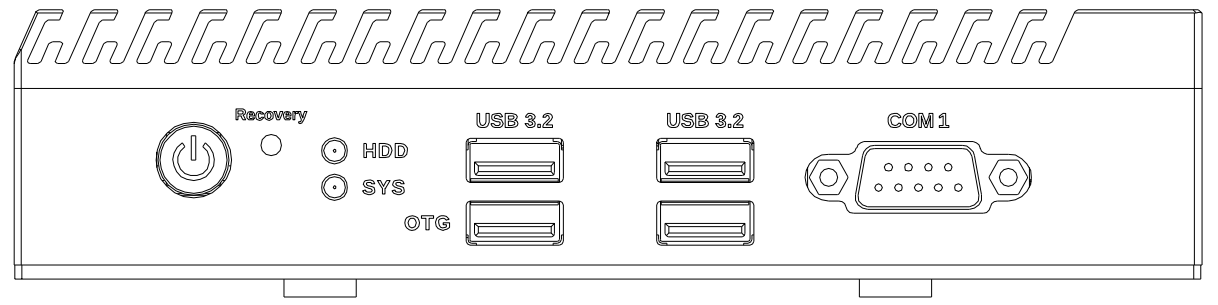 Recovery
USB 3.2
USB 3.2
COM 1
HDD
SYS
OTG